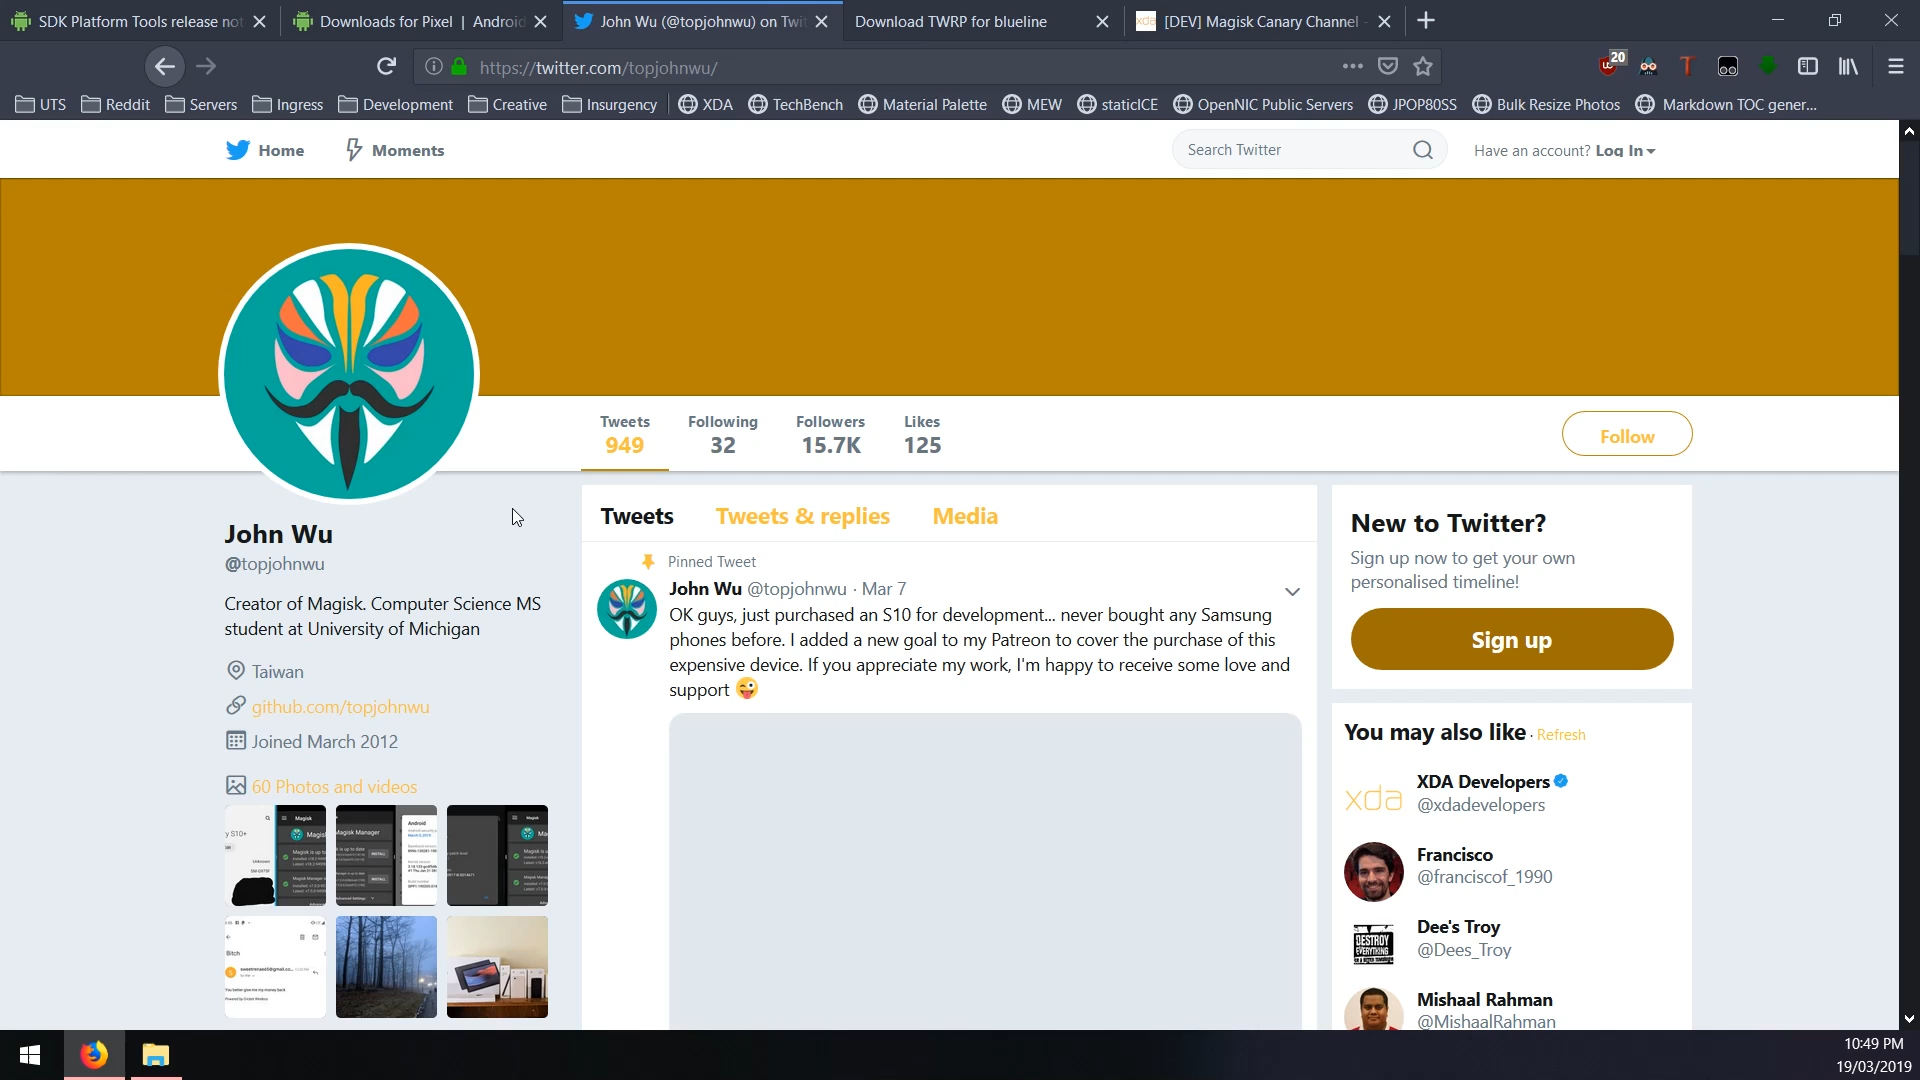 SDK Platform Tools release not
Downloads for Pixel | Android
John Wu (@topjohnwu) on Twit
Download TWRP for blueline
xda [DEV] Magisk Canary Channel -
https://twitter.com/topjohnwu/
20
UTS
Reddit
Servers
Ingress
Development
Creative
Insurgency
XDA
TechBench
Material Palette
MEW
staticICE
OpenNIC Public Servers
JPOP80SS
Bulk Resize Photos
Markdown TOC gener...
Home
Moments
Search Twitter
Have an account? Log In
Tweets
949
Following
32
Followers
15.7K
Likes
125
Follow
John Wu
@topjohnwu
Creator of Magisk. Computer Science MS
student at University of Michigan
Taiwan
github.com/topjohnwu
Joined March 2012
60 Photos and videos
Tweets
Tweets & replies
Media
Pinned Tweet
John Wu @topjohnwu · Mar 7
OK guys, just purchased an S10 for development... never bought any Samsung
phones before. I added a new goal to my Patreon to cover the purchase of this
expensive device. If you appreciate my work, I'm happy to receive some love and
support
New to Twitter?
Sign up now to get your own
personalised timeline!
Sign up
You may also like · Refresh
xda
XDA Developers
@xdadevelopers
Francisco
@franciscof_1990
DESTROY
EVERYTHING
Dee's Troy
@Dees_Troy
Mishaal Rahman
@MishaalRahman
10:49 PM
19/03/2019